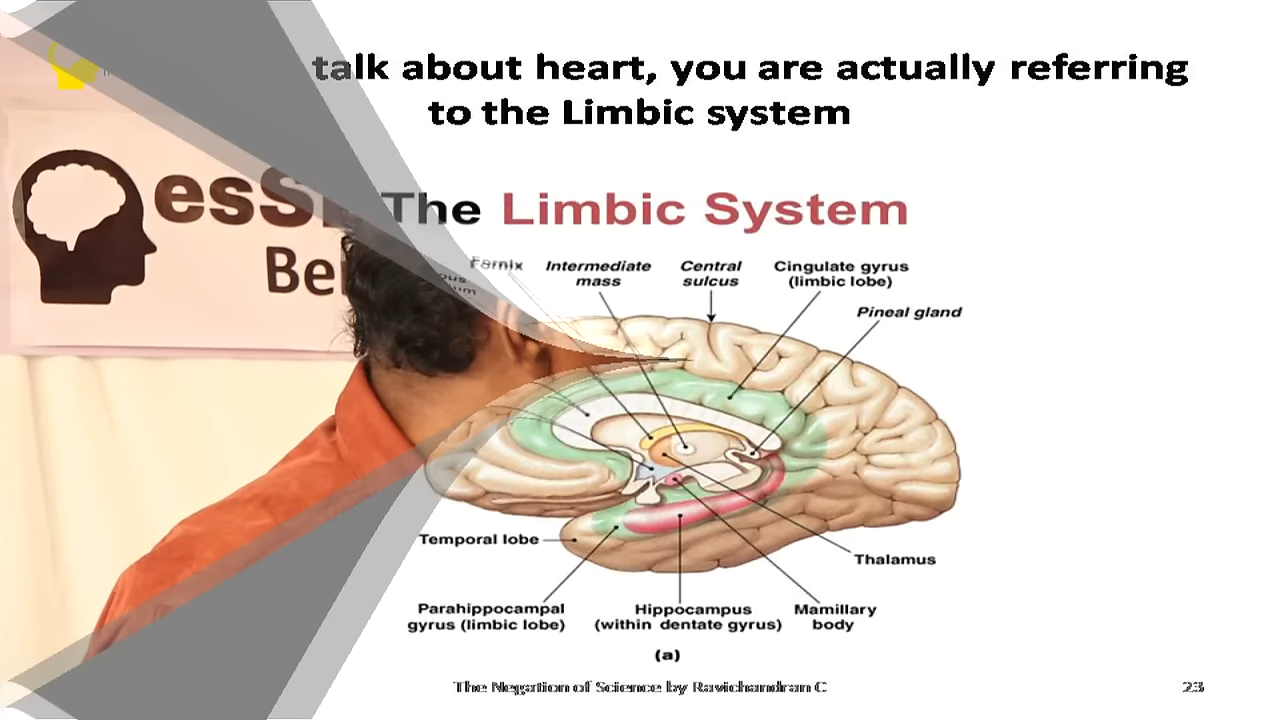 talk about heart, you are actually referring
to the Limbic system
esS
Be
The Limbic System
Fornix
Intermediate
mass
Central
sulcus
Cingulate gyrus
(limbic lobe)
Pineal gland
Temporal lobe
Thalamus
Parahippocampal
gyrus (limbic lobe)
Hippocampus
(within dentate gyrus)
Mamillary
body
(a)
The Negation of Science by Ravichandran C
23